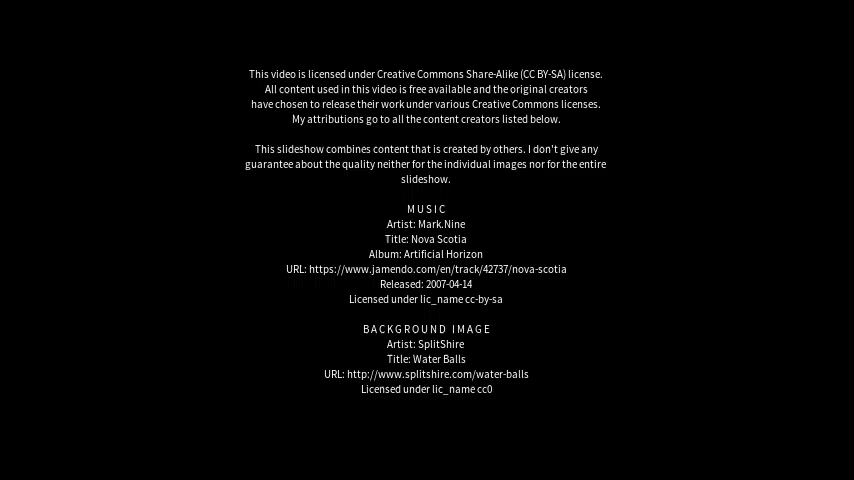 This video is licensed under Creative Commons Share-Alike (CC BY-SA) license.
All content used in this video is free available and the original creators
have chosen to release their work under various Creative Commons licenses.
My attributions go to all the content creators listed below.
This slideshow combines content that is created by others. I don't give any
guarantee about the quality neither for the individual images nor for the entire
slideshow.
MUSIC
Artist: Mark.Nine
Title: Nova Scotia
Album: Artificial Horizon
URL: https://www.jamendo.com/en/track/42737/nova-scotia
Released: 2007-04-14
Licensed under lic_name cc-by-sa
BACKGROUND IMAGE
Artist: SplitShire
Title: Water Balls
URL: http://www.splitshire.com/water-balls
Licensed under lic_name cc0